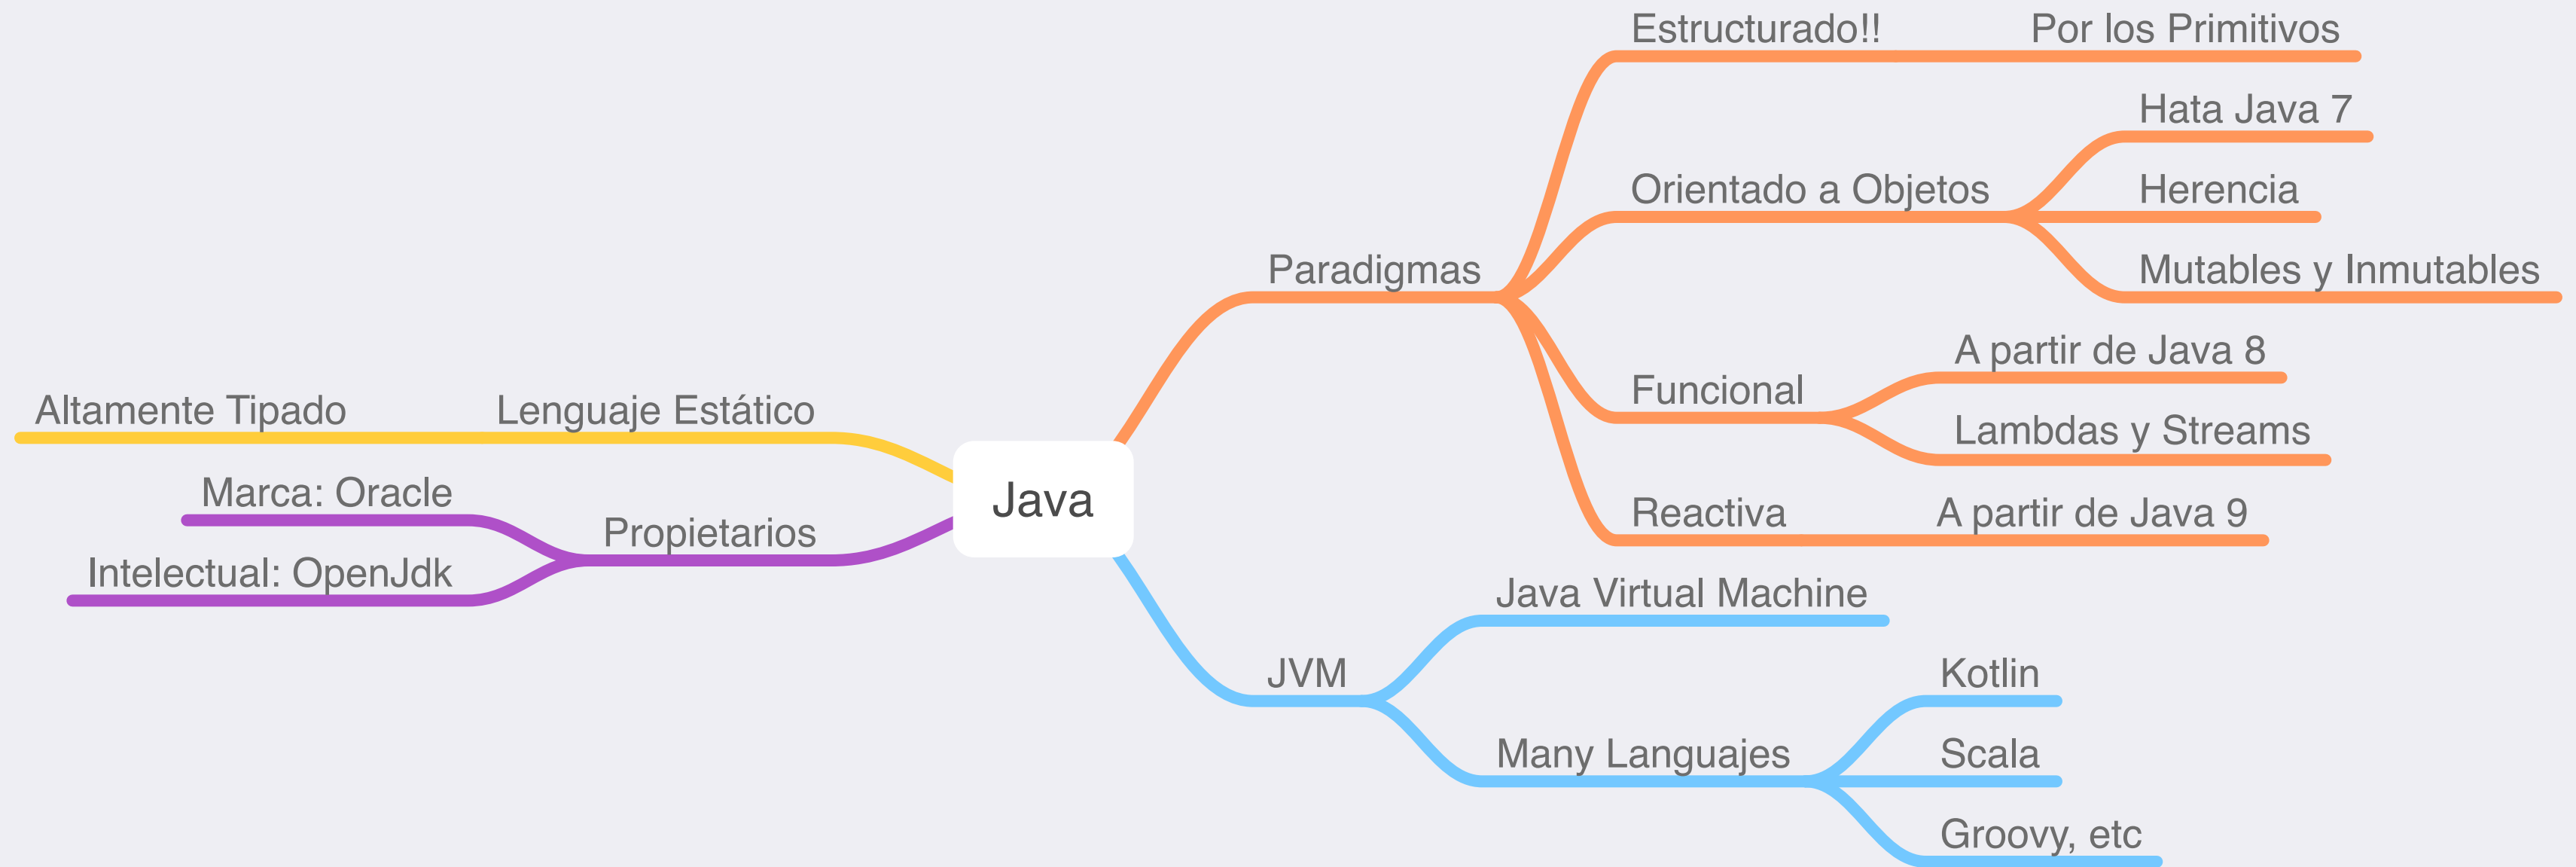 Estructurado!!
Por los Primitivos
Hata Java 7
Orientado a Objetos
Herencia
Paradigmas
Mutables y Inmutables
A partir de Java 8
Funcional
Lambdas y Streams
Reactiva
A partir de Java 9
Altamente Tipado
Lenguaje Estático
Marca: Oracle
Propietarios
Intelectual: OpenJdk
Java
Java Virtual Machine
JVM
Kotlin
Many Languajes
Scala
Groovy, etc